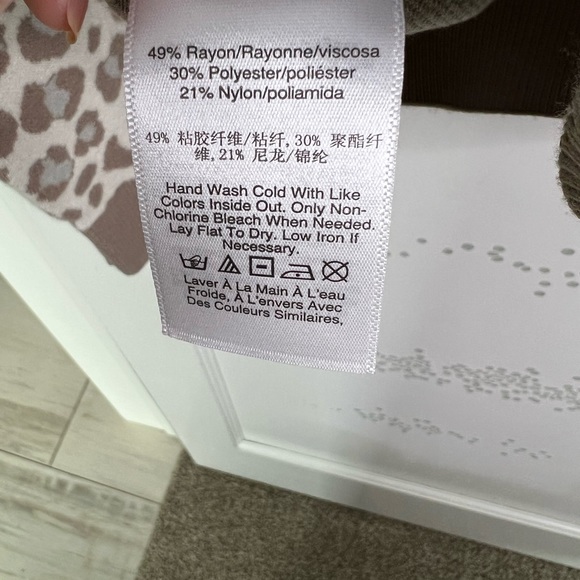 49% Rayon/Rayonne/viscosa
30% Polyester/poliéster
21% Nylon/poliamida
49% 粘胶纤维/粘纤, 30% 聚酯纤
维, 21% 尼龙/锦纶
Hand Wash Cold With Like
Colors Inside Out. Only Non-
Chlorine Bleach When Needed.
Lay Flat To Dry. Low Iron If
Necessary.
Laver À La Main À L'eau
Froide, À L'envers Avec
Des Couleurs Similaires,